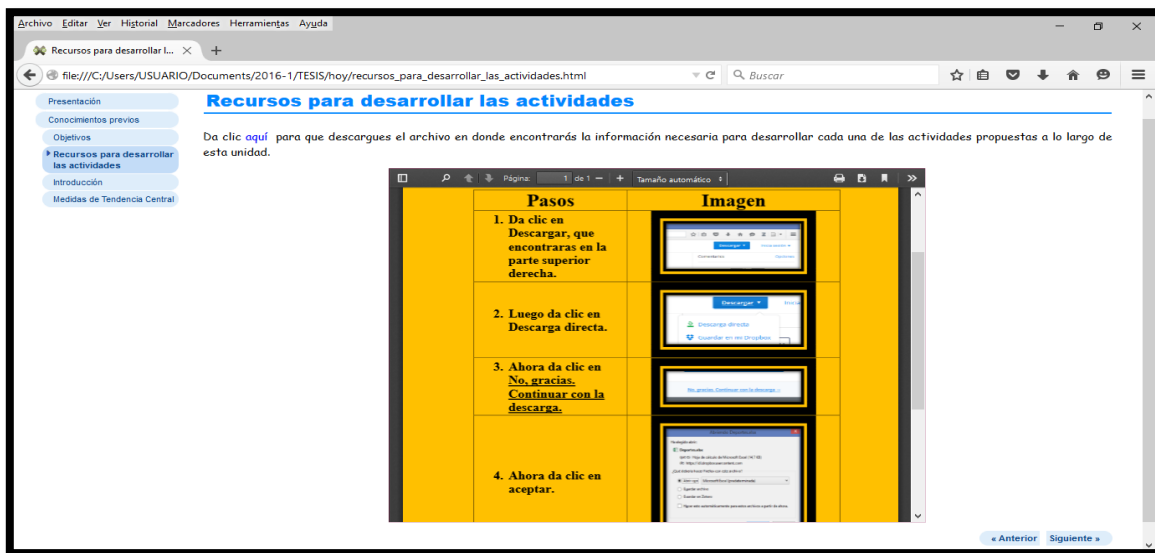 Archivo Editar Ver Historial Marcadores Herramientas Ayuda
Recursos para desarrollar l...
file:///C:/Users/USUARIO/Documents/2016-1/TESIS/hoy/recursos_para_desarrollar_las_actividades.html
Buscar
Presentación
Conocimientos previos
Objetivos
Recursos para desarrollar
las actividades
Introducción
Medidas de Tendencia Central
Recursos para desarrollar las actividades
Da clic aquí para que descargues el archivo en donde encontrarás la información necesaria para desarrollar cada una de las actividades propuestas a lo largo de
esta unidad.
Página: 1 de 1
Tamaño automático
Pasos
Imagen
1. Da clic en
Descargar, que
encontraras en la
parte superior
derecha.
Descargar
Comentarios
Opciones
2. Luego da clic en
Descarga directa.
Descargar
Descarga directa
Guardar en mi Dropbox
3. Ahora da clic en
No, gracias.
Continuar con la
descarga.
No, gracias. Continuar con la descarga
4. Ahora da clic en
aceptar.
« Anterior
Siguiente »